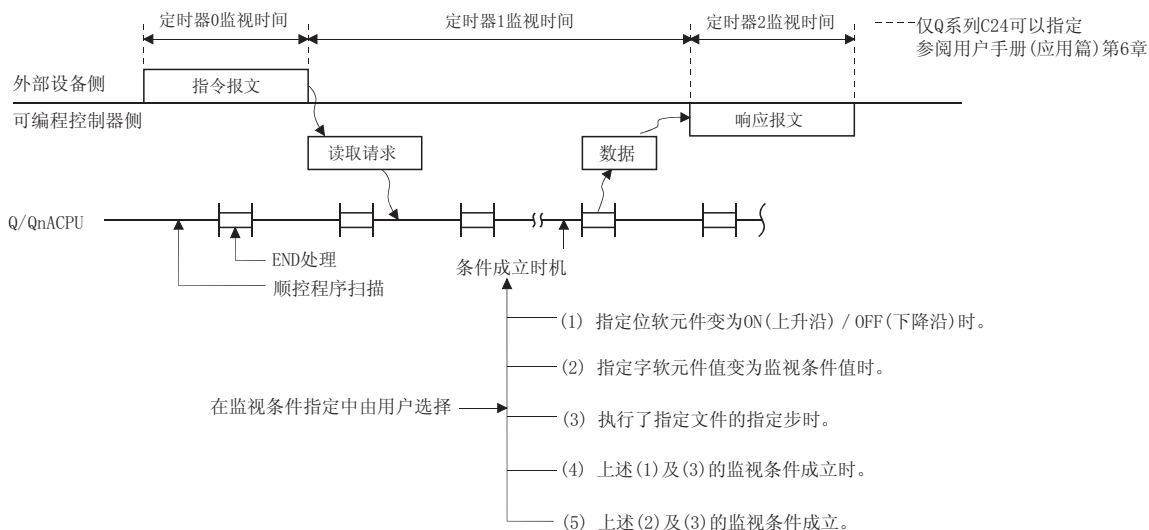 定时器0监视时间
定时器1监视时间
定时器2监视时间
仅Q系列C24可以指定
参阅用户手册(应用篇)第6章
外部设备侧
指令报文
可编程控制器侧
响应报文
读取请求
数据
Q/QnACPU
END处理
顺控程序扫描
条件成立时机
(1) 指定位软元件变为ON(上升沿) / OFF(下降沿)时。
(2) 指定字软元件值变为监视条件值时。
在监视条件指定中由用户选择
(3) 执行了指定文件的指定步时。
(4) 上述(1)及(3)的监视条件成立时。
(5) 上述(2)及(3)的监视条件成立。